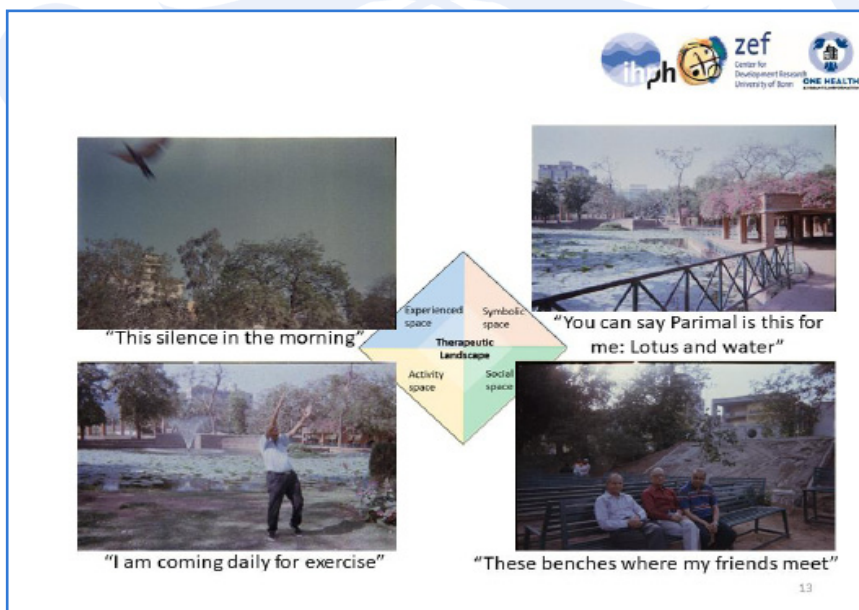 ihph
zef
Center for
Development Research
University of Bonn
ONE HEALTH
"This silence in the morning"
"You can say Parimal is this for
me: Lotus and water"
Experienced
space
Symbolic
space
Therapeutic
Landscape
Activity
space
Social
space
"I am coming daily for exercise"
"These benches where my friends meet"
13